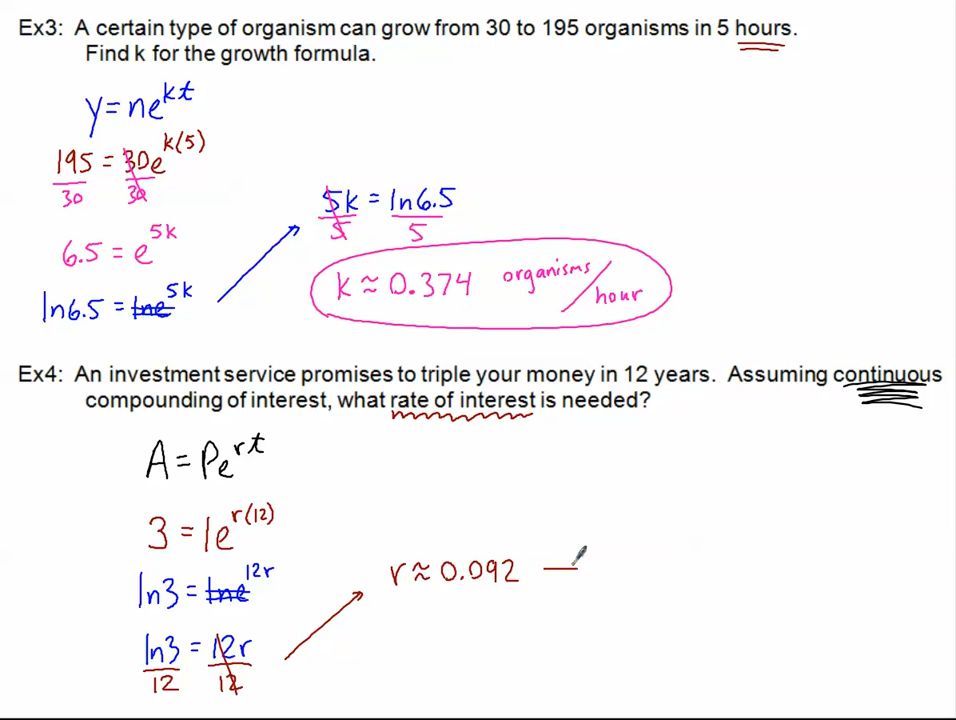 Ex3: A certain type of organism can grow from 30 to 195 organisms in 5 hours.
Find k for the growth formula.
y = ne^{kt}
195/30 = 30e^{k(5)}/30
6.5 = e^{5k}
ln6.5 = lne^{5k}
5k/5 = ln6.5/5
k ≈ 0.374 organisms/hour
Ex4: An investment service promises to triple your money in 12 years. Assuming continuous
compounding of interest, what rate of interest is needed?
A = Pe^{rt}
3 = 1e^{r(12)}
ln3 = lne^{12r}
ln3/12 = 12r/12
r ≈ 0.092 —